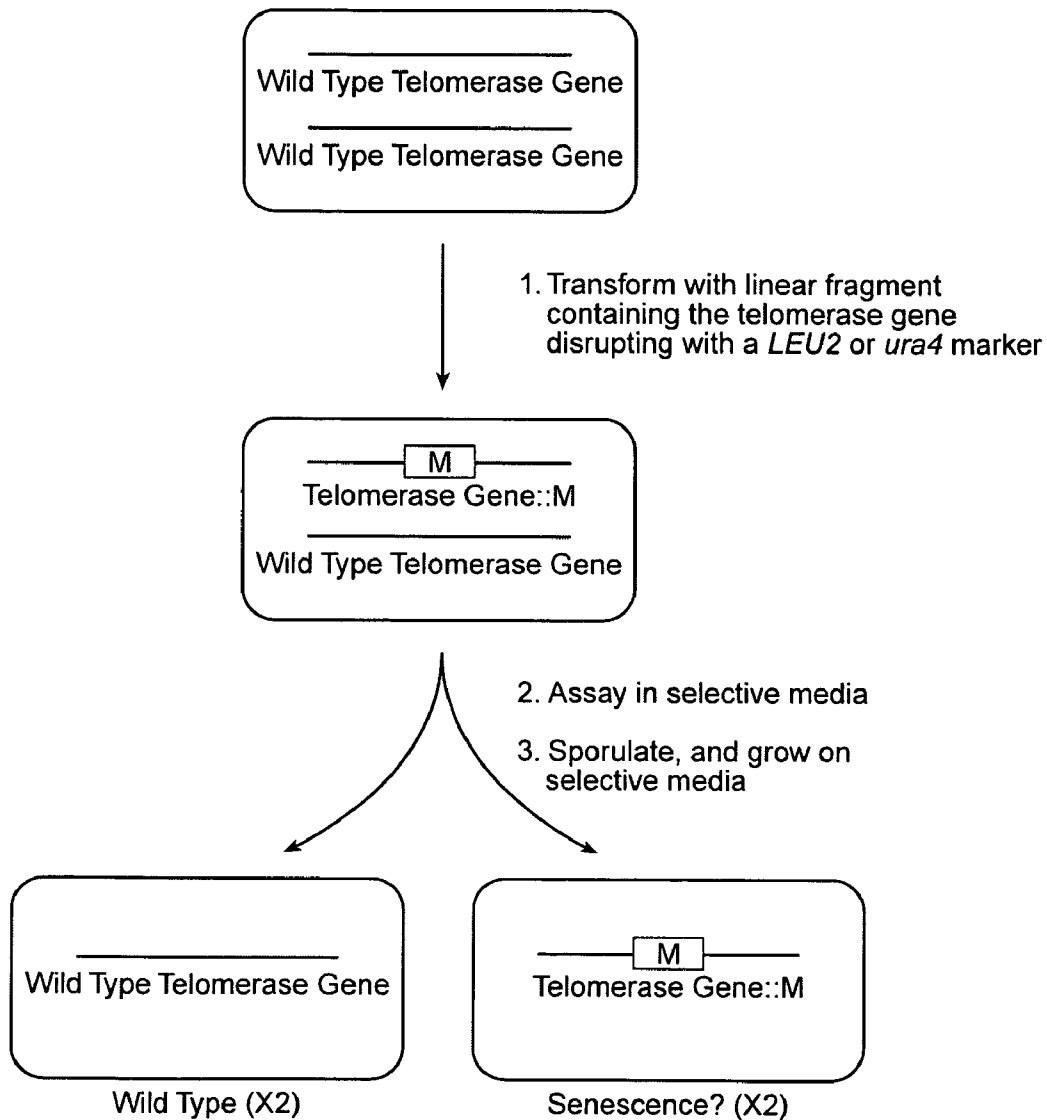 Wild Type Telomerase Gene
Wild Type Telomerase Gene
1. Transform with linear fragment
containing the telomerase gene
disrupting with a LEU2 or ura4 marker
M
Telomerase Gene::M
Wild Type Telomerase Gene
2. Assay in selective media
3. Sporulate, and grow on
selective media
Wild Type Telomerase Gene
Wild Type (X2)
M
Telomerase Gene::M
Senescence? (X2)